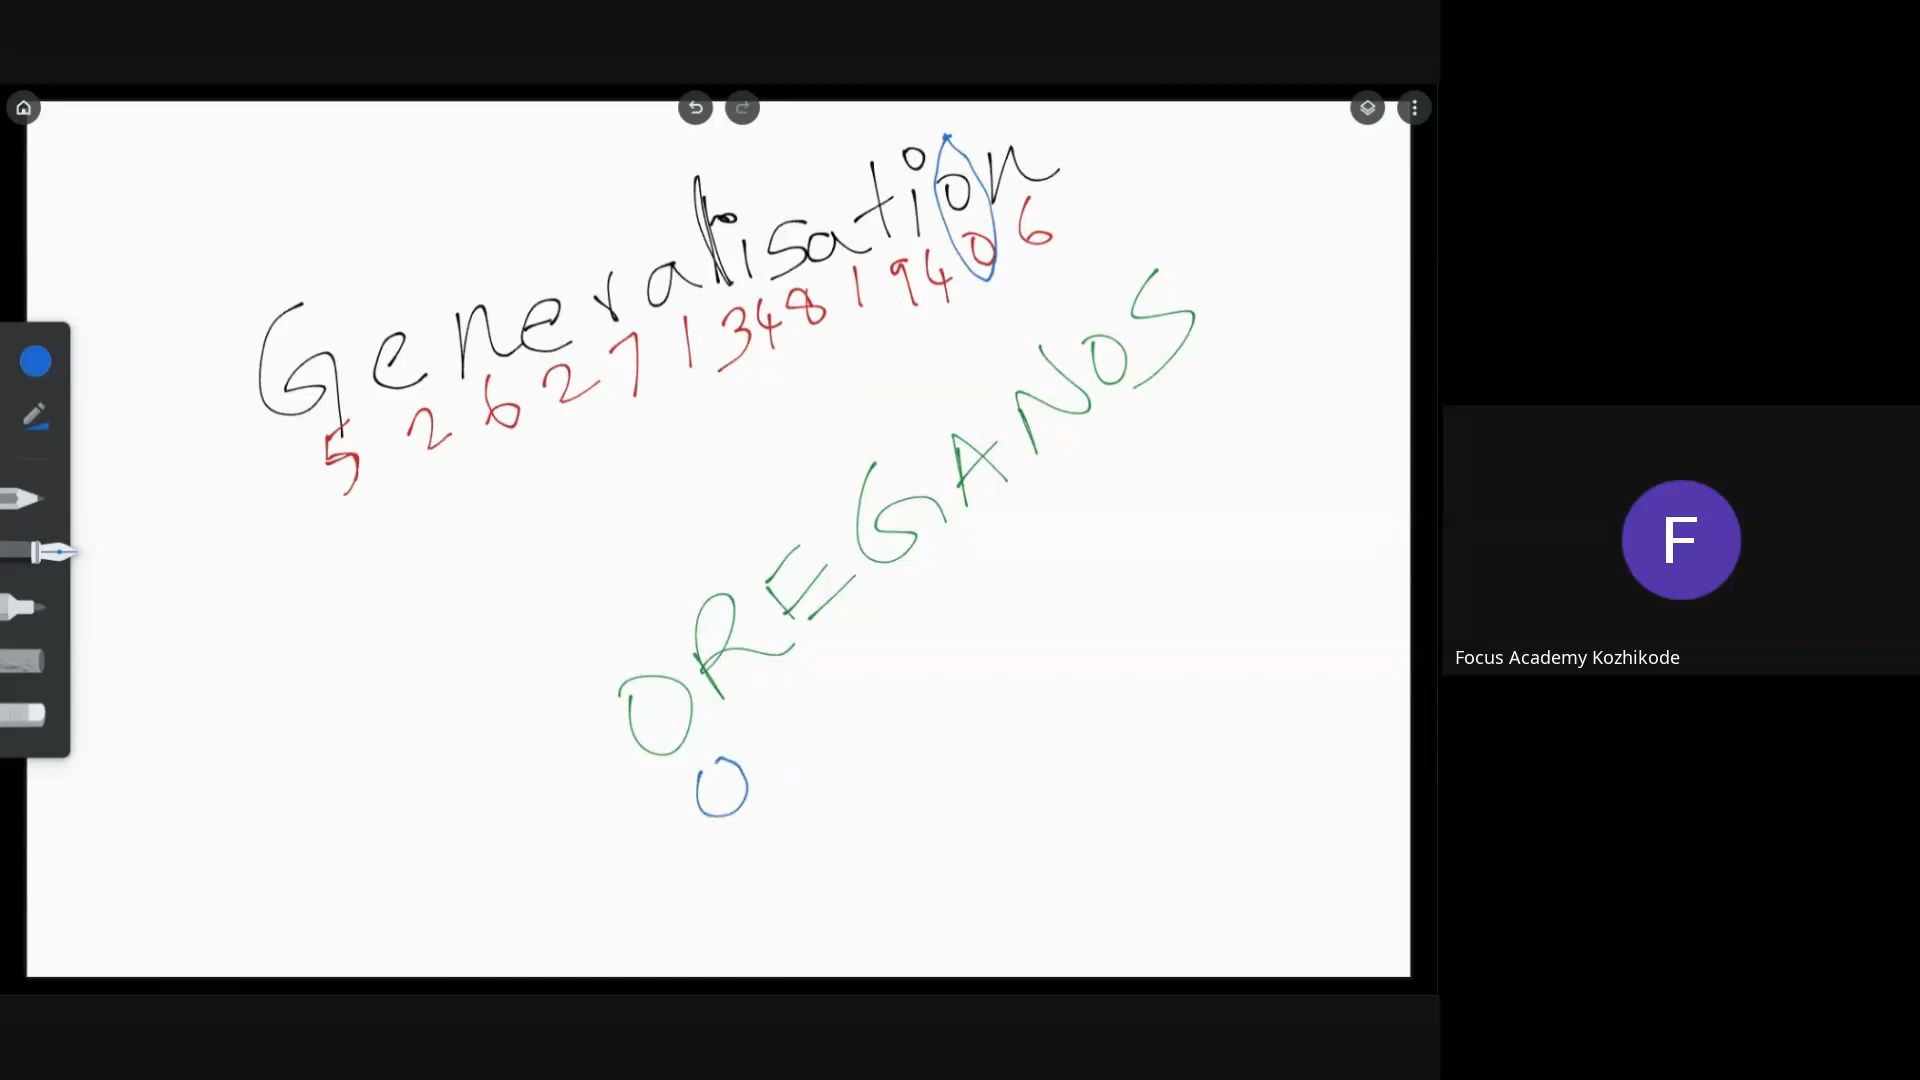 Generalisation
5 2 6 2 7 1 3 4 8 1 9 4 0 6
OREGANOS
0
F
Focus Academy Kozhikode